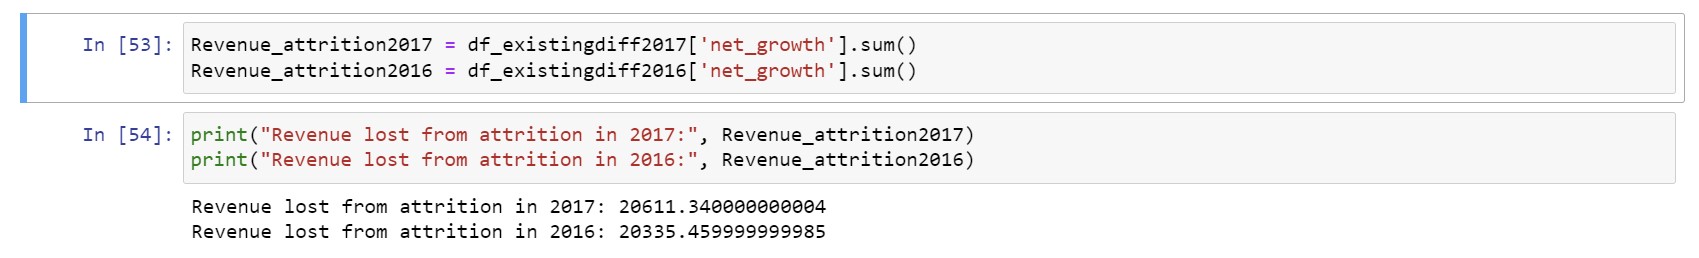 In [53]: Revenue_attrition2017 = df_existingdiff2017['net_growth'].sum()
Revenue_attrition2016 = df_existingdiff2016['net_growth'].sum()
In [54]: print("Revenue lost from attrition in 2017:", Revenue_attrition2017)
print("Revenue lost from attrition in 2016:", Revenue_attrition2016)
Revenue lost from attrition in 2017: 20611.340000000004
Revenue lost from attrition in 2016: 20335.459999999985